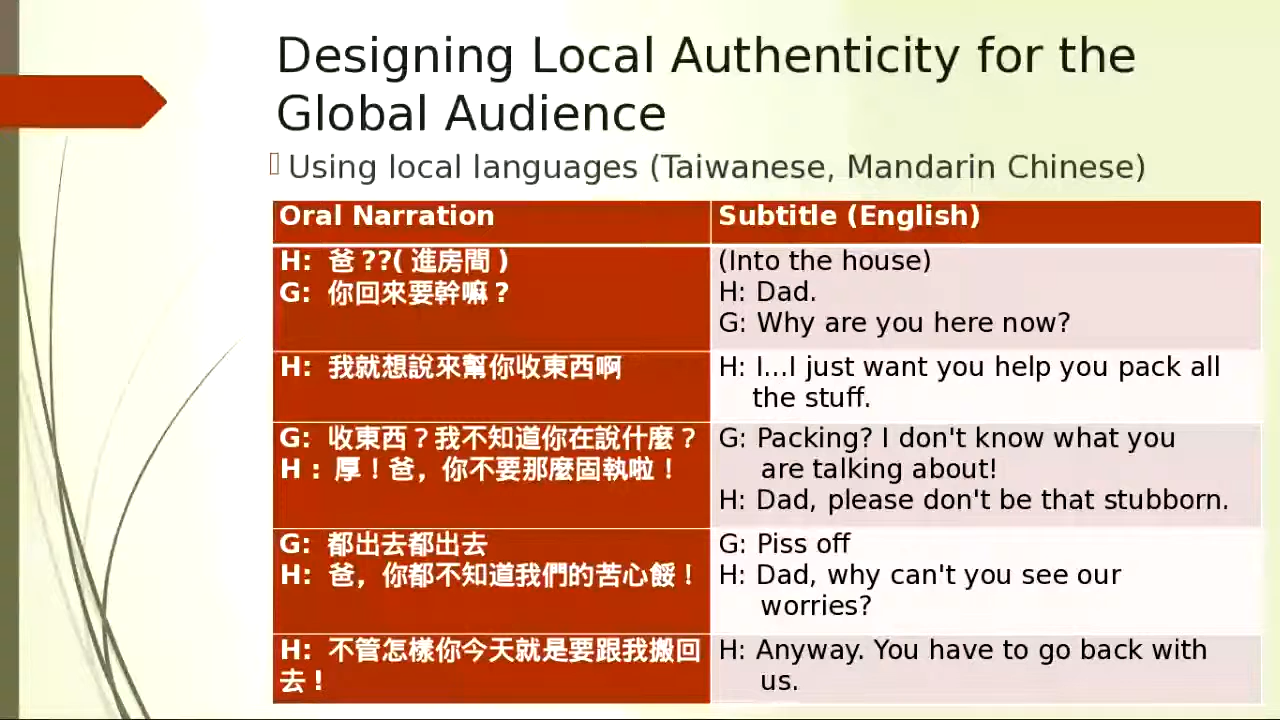 Designing Local Authenticity for the
Global Audience
Using local languages (Taiwanese, Mandarin Chinese)
Oral Narration
Subtitle (English)
H: 爸 ??( 進房間 )
G: 你回來要幹嘛 ?
(Into the house)
H: Dad.
G: Why are you here now?
H: 我就想說來幫你收東西啊
H: I...I just want you help you pack all
the stuff.
G: 收東西 ? 我不知道你在說什麼 ?
H : 厚 ! 爸, 你不要那麼固執啦 !
G: Packing? I don't know what you
are talking about!
H: Dad, please don't be that stubborn.
G: 都出去都出去
H: 爸, 你都不知道我們的苦心餒 !
G: Piss off
H: Dad, why can't you see our
worries?
H: 不管怎樣你今天就是要跟我搬回
去 !
H: Anyway. You have to go back with
us.